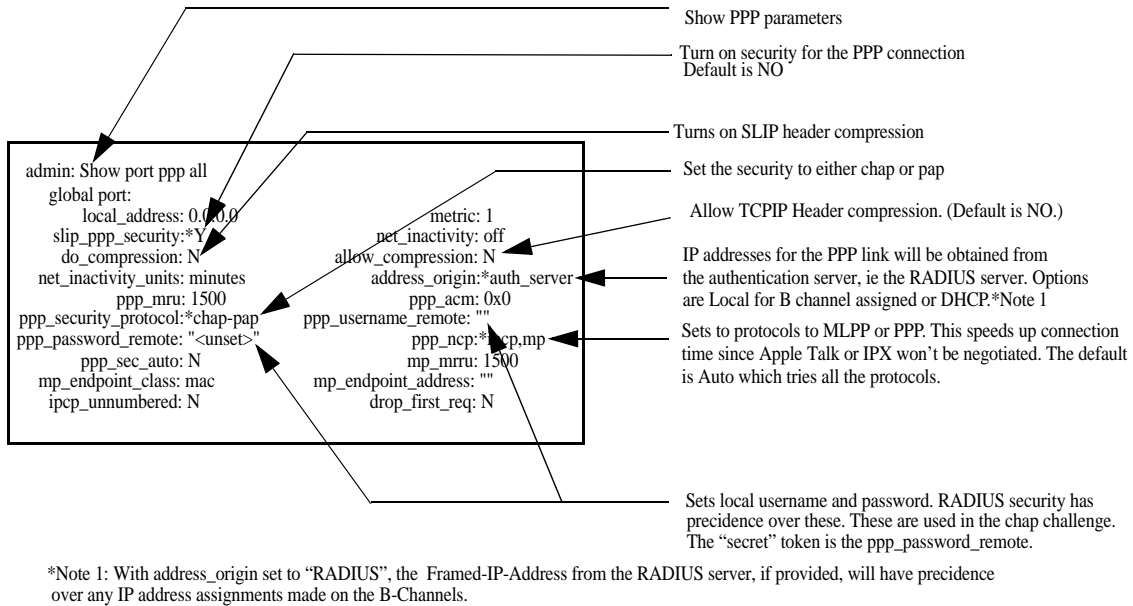 Show PPP parameters
Turn on security for the PPP connection
Default is NO
Turns on SLIP header compression
Set the security to either chap or pap
Allow TCPIP Header compression. (Default is NO.)
IP addresses for the PPP link will be obtained from
the authentication server, ie the RADIUS server. Options
are Local for B channel assigned or DHCP.*Note 1
Sets to protocols to MLPP or PPP. This speeds up connection
time since Apple Talk or IPX won't be negotiated. The default
is Auto which tries all the protocols.
admin: Show port ppp all
global port:
local_address: 0.0.0.0 metric: 1
slip_ppp_security:*Y net_inactivity: off
do_compression: N allow_compression: N
net_inactivity_units: minutes address_origin:*auth_server
ppp_mru: 1500 ppp_acm: 0x0
ppp_security_protocol:*chap-pap ppp_username_remote: ""
ppp_password_remote: "<unset>" ppp_ncp:
ppp_sec_auto: N mp_mrru: 1500
mp_endpoint_class: mac mp_endpoint_address: ""
ipcp_unnumbered: N drop_first_req: N
Sets local username and password. RADIUS security has
precidence over these. These are used in the chap challenge.
The “secret” token is the ppp_password_remote.
*Note 1: With address_origin set to “RADIUS”, the Framed-IP-Address from the RADIUS server, if provided, will have precidence
over any IP address assignments made on the B-Channels.